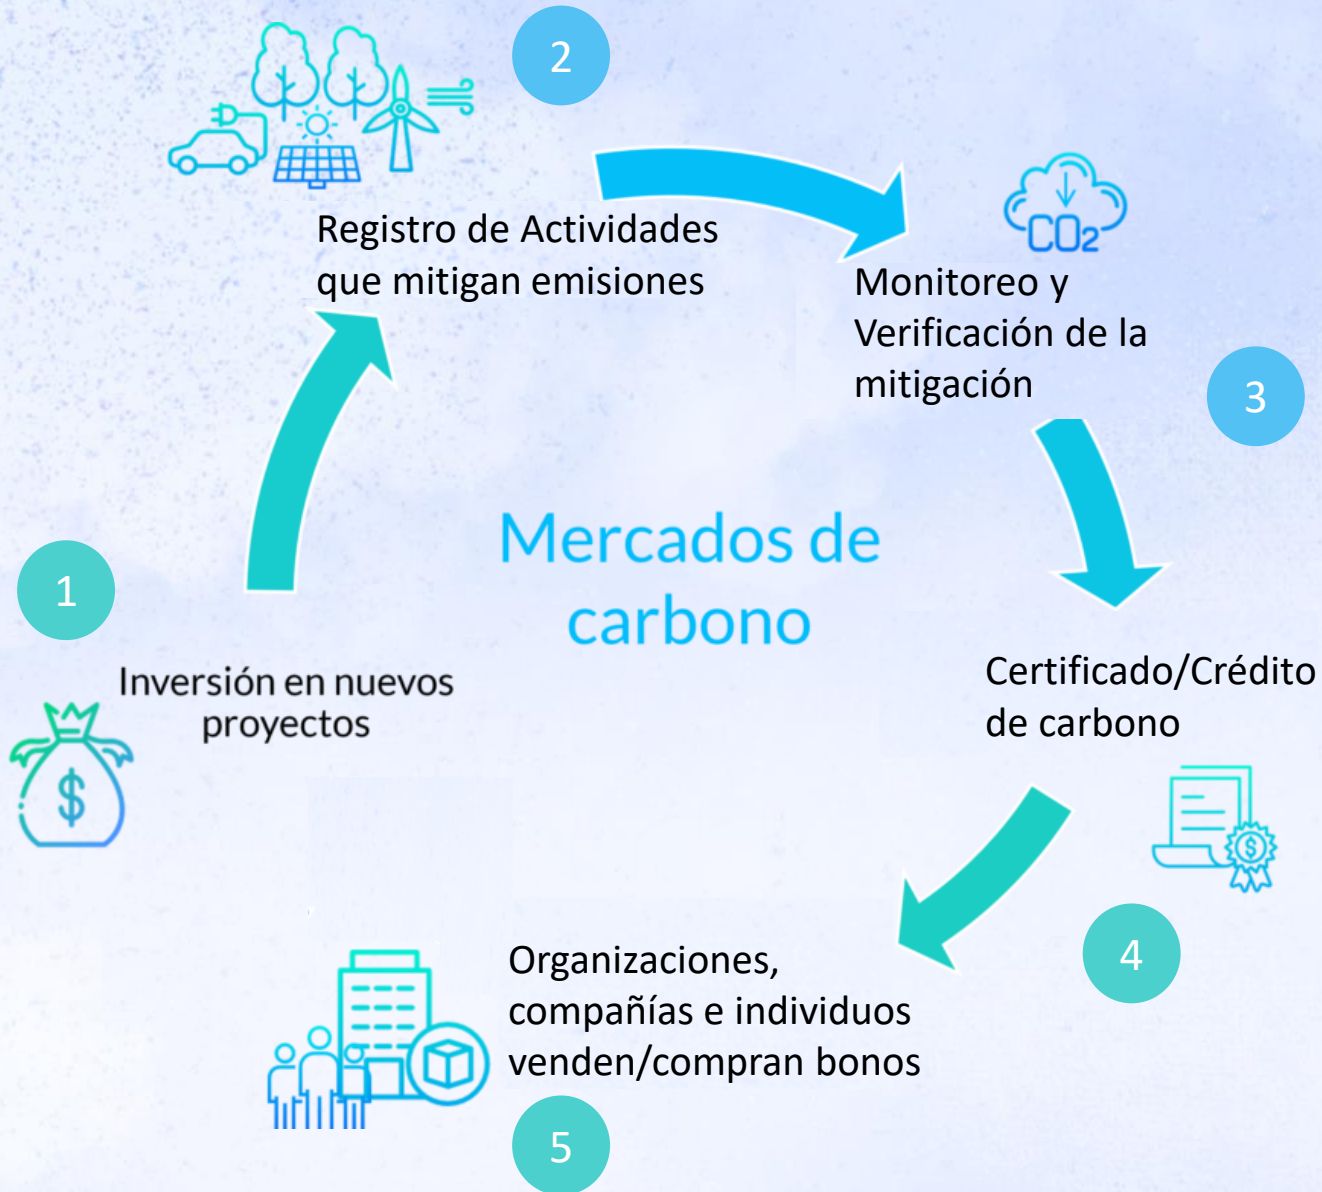 2
Registro de Actividades
que mitigan emisiones
CO2
Monitoreo y
Verificación de la
mitigación
3
Mercados de
carbono
1
Inversión en nuevos
proyectos
$
Certificado/Crédito
de carbono
$
4
Organizaciones,
compañías e individuos
venden/compran bonos
5